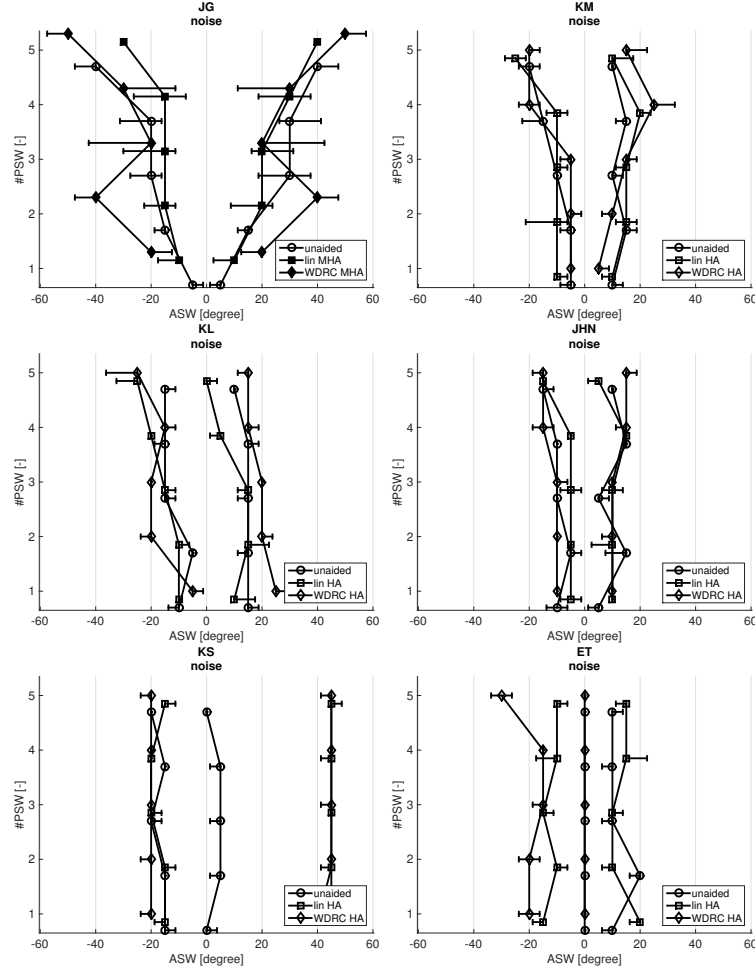 JG
noise
5
4
3
2
1
#PSW [-]
unaided
lin MHA
WDRC MHA
-60 -40 -20 0 20 40 60
ASW [degree]
KM
noise
5
4
3
2
1
#PSW [-]
unaided
lin HA
WDRC HA
-60 -40 -20 0 20 40 60
ASW [degree]
KL
noise
5
4
3
2
1
#PSW [-]
unaided
lin HA
WDRC HA
-60 -40 -20 0 20 40 60
ASW [degree]
JHN
noise
5
4
3
2
1
#PSW [-]
unaided
lin HA
WDRC HA
-60 -40 -20 0 20 40 60
ASW [degree]
KS
noise
5
4
3
2
1
#PSW [-]
unaided
lin HA
WDRC HA
-60 -40 -20 0 20 40 60
ASW [degree]
ET
noise
5
4
3
2
1
#PSW [-]
unaided
lin HA
WDRC HA
-60 -40 -20 0 20 40 60
ASW [degree]